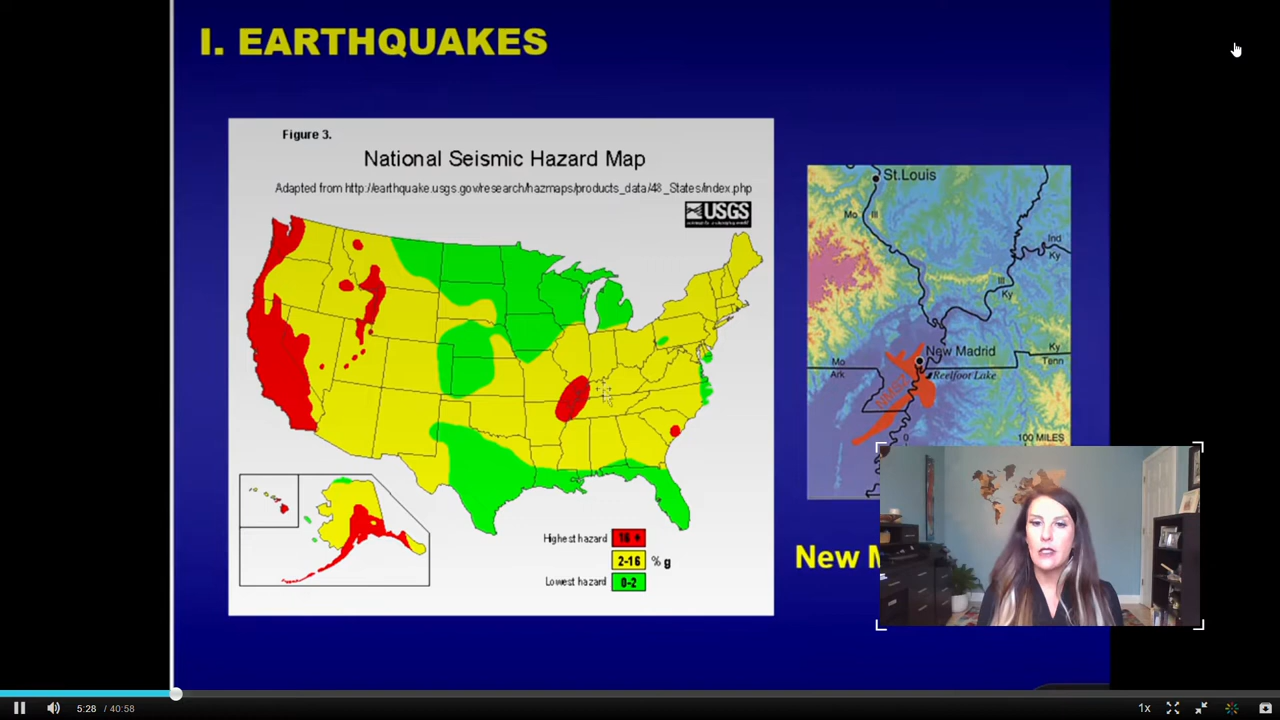 I. EARTHQUAKES
Figure 3.
National Seismic Hazard Map
Adapted from http://earthquake.usgs.gov/research/hazmaps/products_data/48_States/index.php
USGS
Highest hazard 16 +
2-16 % g
Lowest hazard 0-2
St.Louis
Mo Ill
Ind
Ky
Ill
Ky
New Madrid
Mo
Ark
Ky
Tenn
Reelfoot Lake
NMSZ
0 100 MILES
New M
5:28 / 40:58
1x